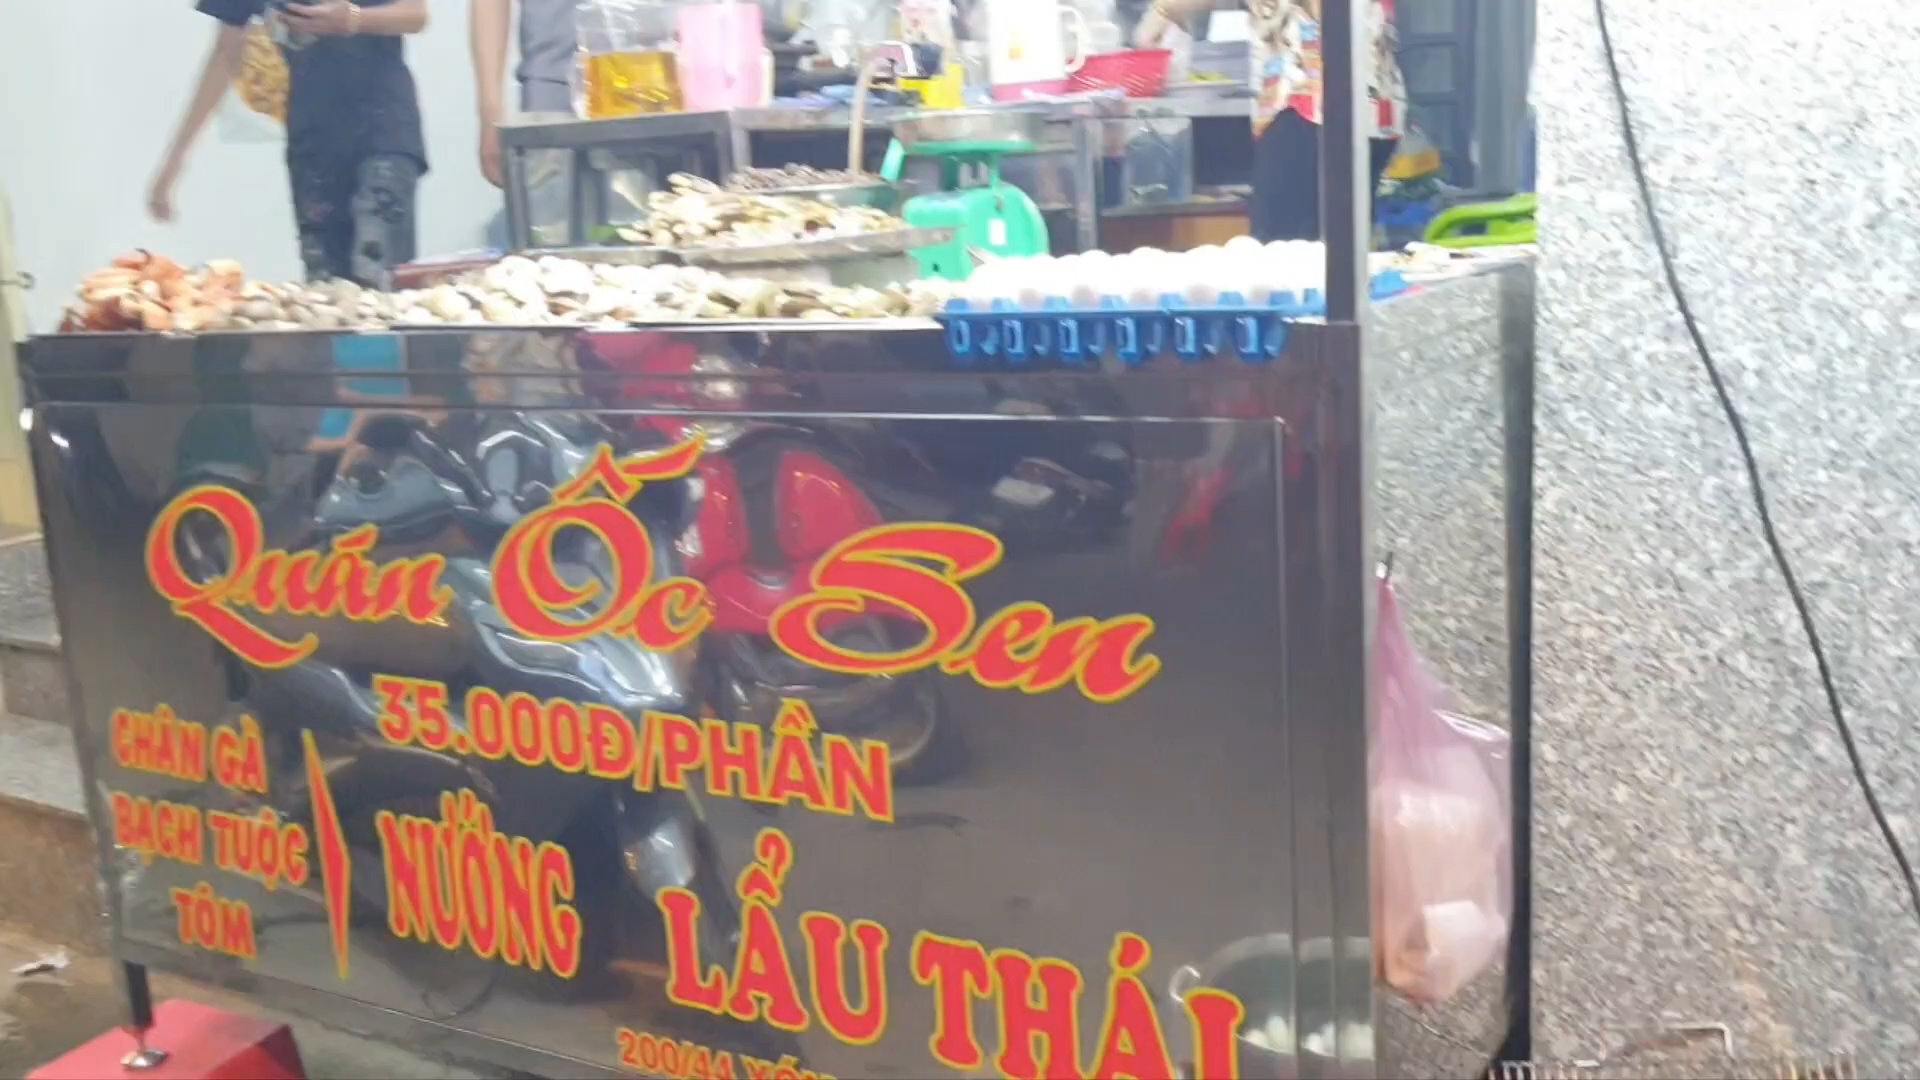 Quán Ốc Sen
35.000Đ/PHẦN
CHÂN GÀ
BẠCH TUỘC
TÔM
NƯỚNG
LẨU THÁI
200/44